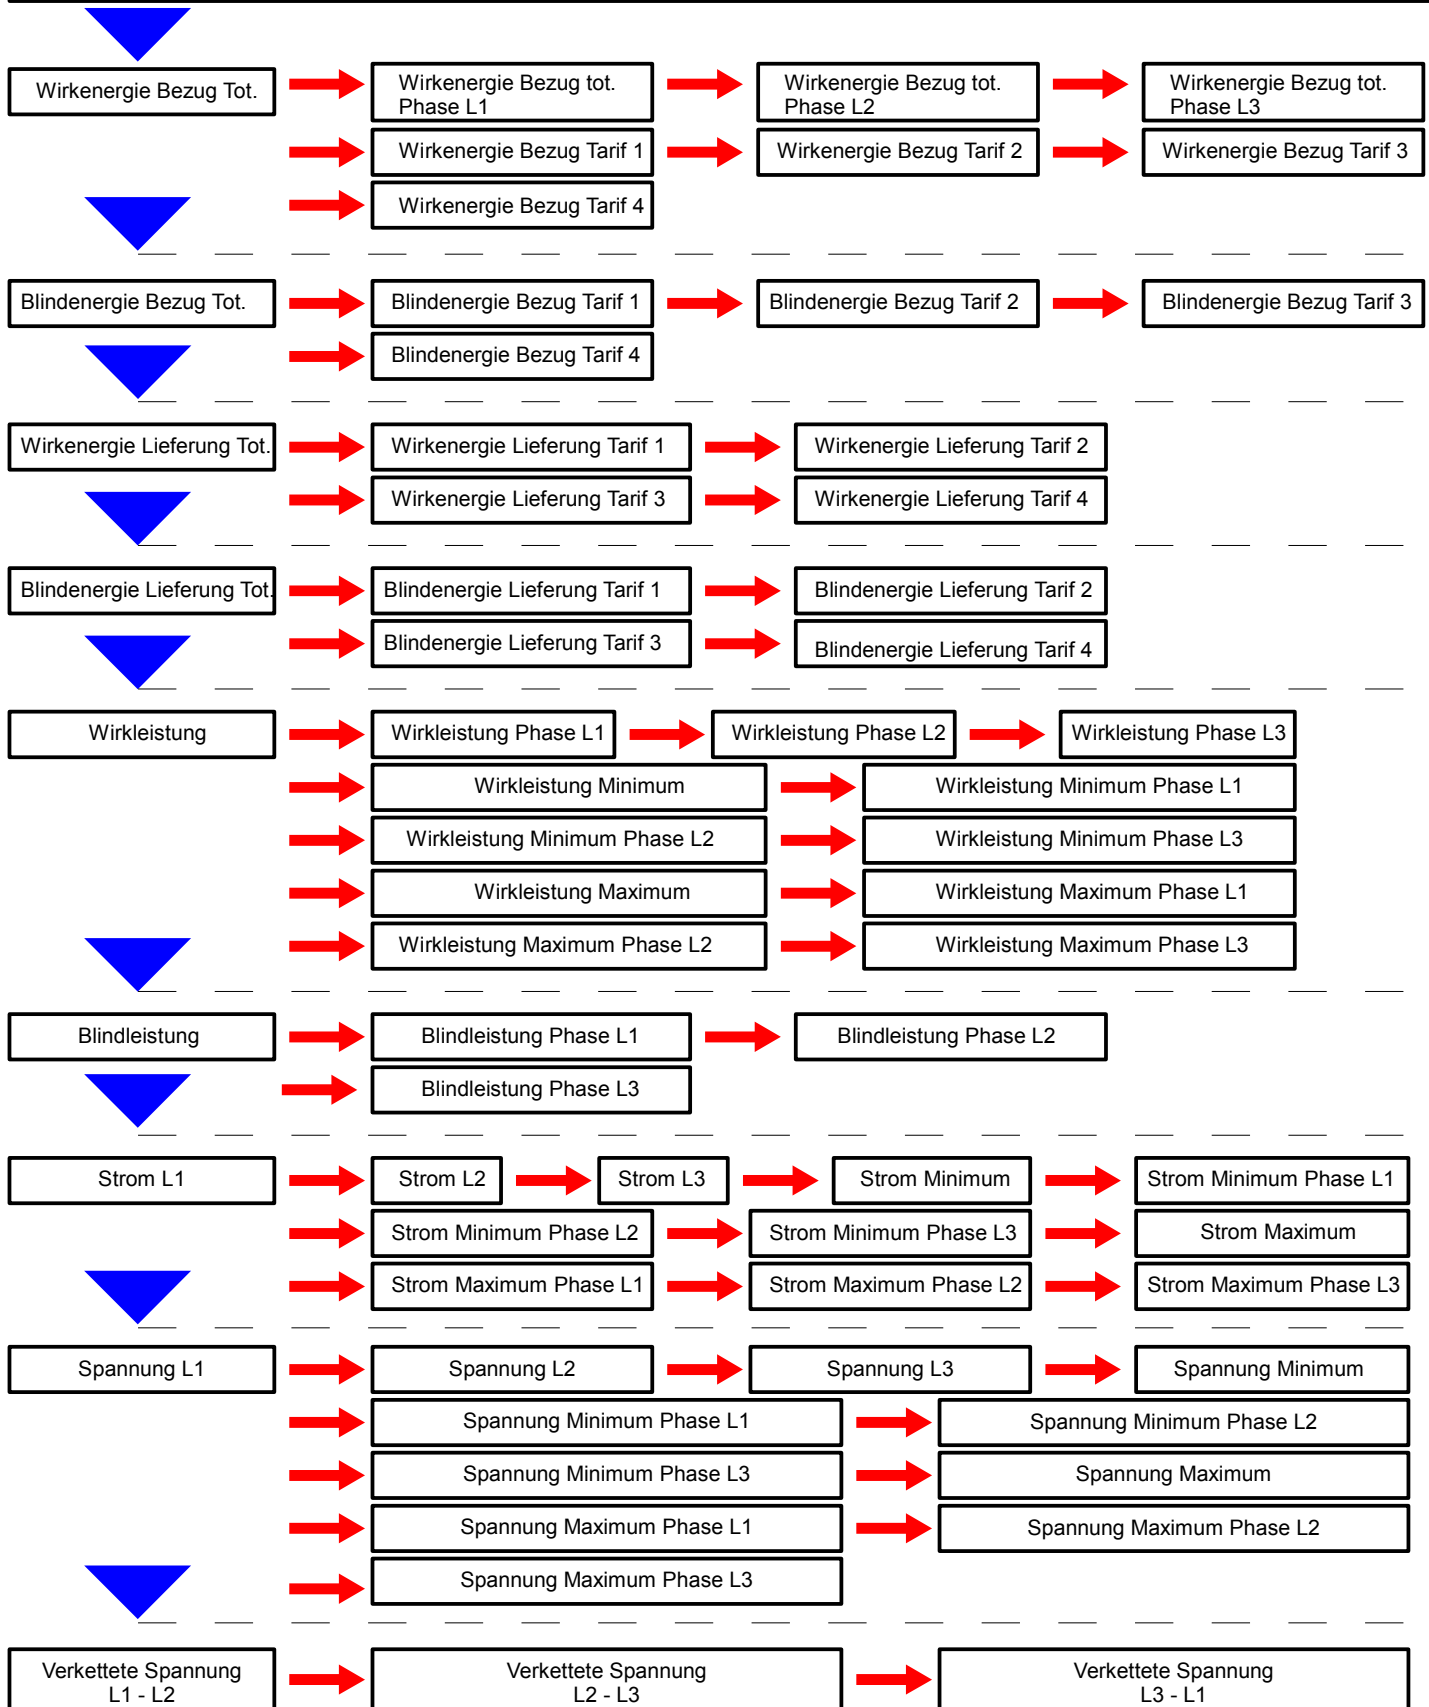 Wirkenergie Bezug Tot.
Wirkenergie Bezug tot.
Phase L1
Wirkenergie Bezug tot.
Phase L2
Wirkenergie Bezug tot.
Phase L3
Wirkenergie Bezug Tarif 1
Wirkenergie Bezug Tarif 2
Wirkenergie Bezug Tarif 3
Wirkenergie Bezug Tarif 4
Blindenergie Bezug Tot.
Blindenergie Bezug Tarif 1
Blindenergie Bezug Tarif 2
Blindenergie Bezug Tarif 3
Blindenergie Bezug Tarif 4
Wirkenergie Lieferung Tot.
Wirkenergie Lieferung Tarif 1
Wirkenergie Lieferung Tarif 2
Wirkenergie Lieferung Tarif 3
Wirkenergie Lieferung Tarif 4
Blindenergie Lieferung Tot.
Blindenergie Lieferung Tarif 1
Blindenergie Lieferung Tarif 2
Blindenergie Lieferung Tarif 3
Blindenergie Lieferung Tarif 4
Wirkleistung
Wirkleistung Phase L1
Wirkleistung Phase L2
Wirkleistung Phase L3
Wirkleistung Minimum
Wirkleistung Minimum Phase L1
Wirkleistung Minimum Phase L2
Wirkleistung Minimum Phase L3
Wirkleistung Maximum
Wirkleistung Maximum Phase L1
Wirkleistung Maximum Phase L2
Wirkleistung Maximum Phase L3
Blindleistung
Blindleistung Phase L1
Blindleistung Phase L2
Blindleistung Phase L3
Strom L1
Strom L2
Strom L3
Strom Minimum
Strom Minimum Phase L1
Strom Minimum Phase L2
Strom Minimum Phase L3
Strom Maximum
Strom Maximum Phase L1
Strom Maximum Phase L2
Strom Maximum Phase L3
Spannung L1
Spannung L2
Spannung L3
Spannung Minimum
Spannung Minimum Phase L1
Spannung Minimum Phase L2
Spannung Minimum Phase L3
Spannung Maximum
Spannung Maximum Phase L1
Spannung Maximum Phase L2
Spannung Maximum Phase L3
Verkettete Spannung
L1 - L2
Verkettete Spannung
L2 - L3
Verkettete Spannung
L3 - L1